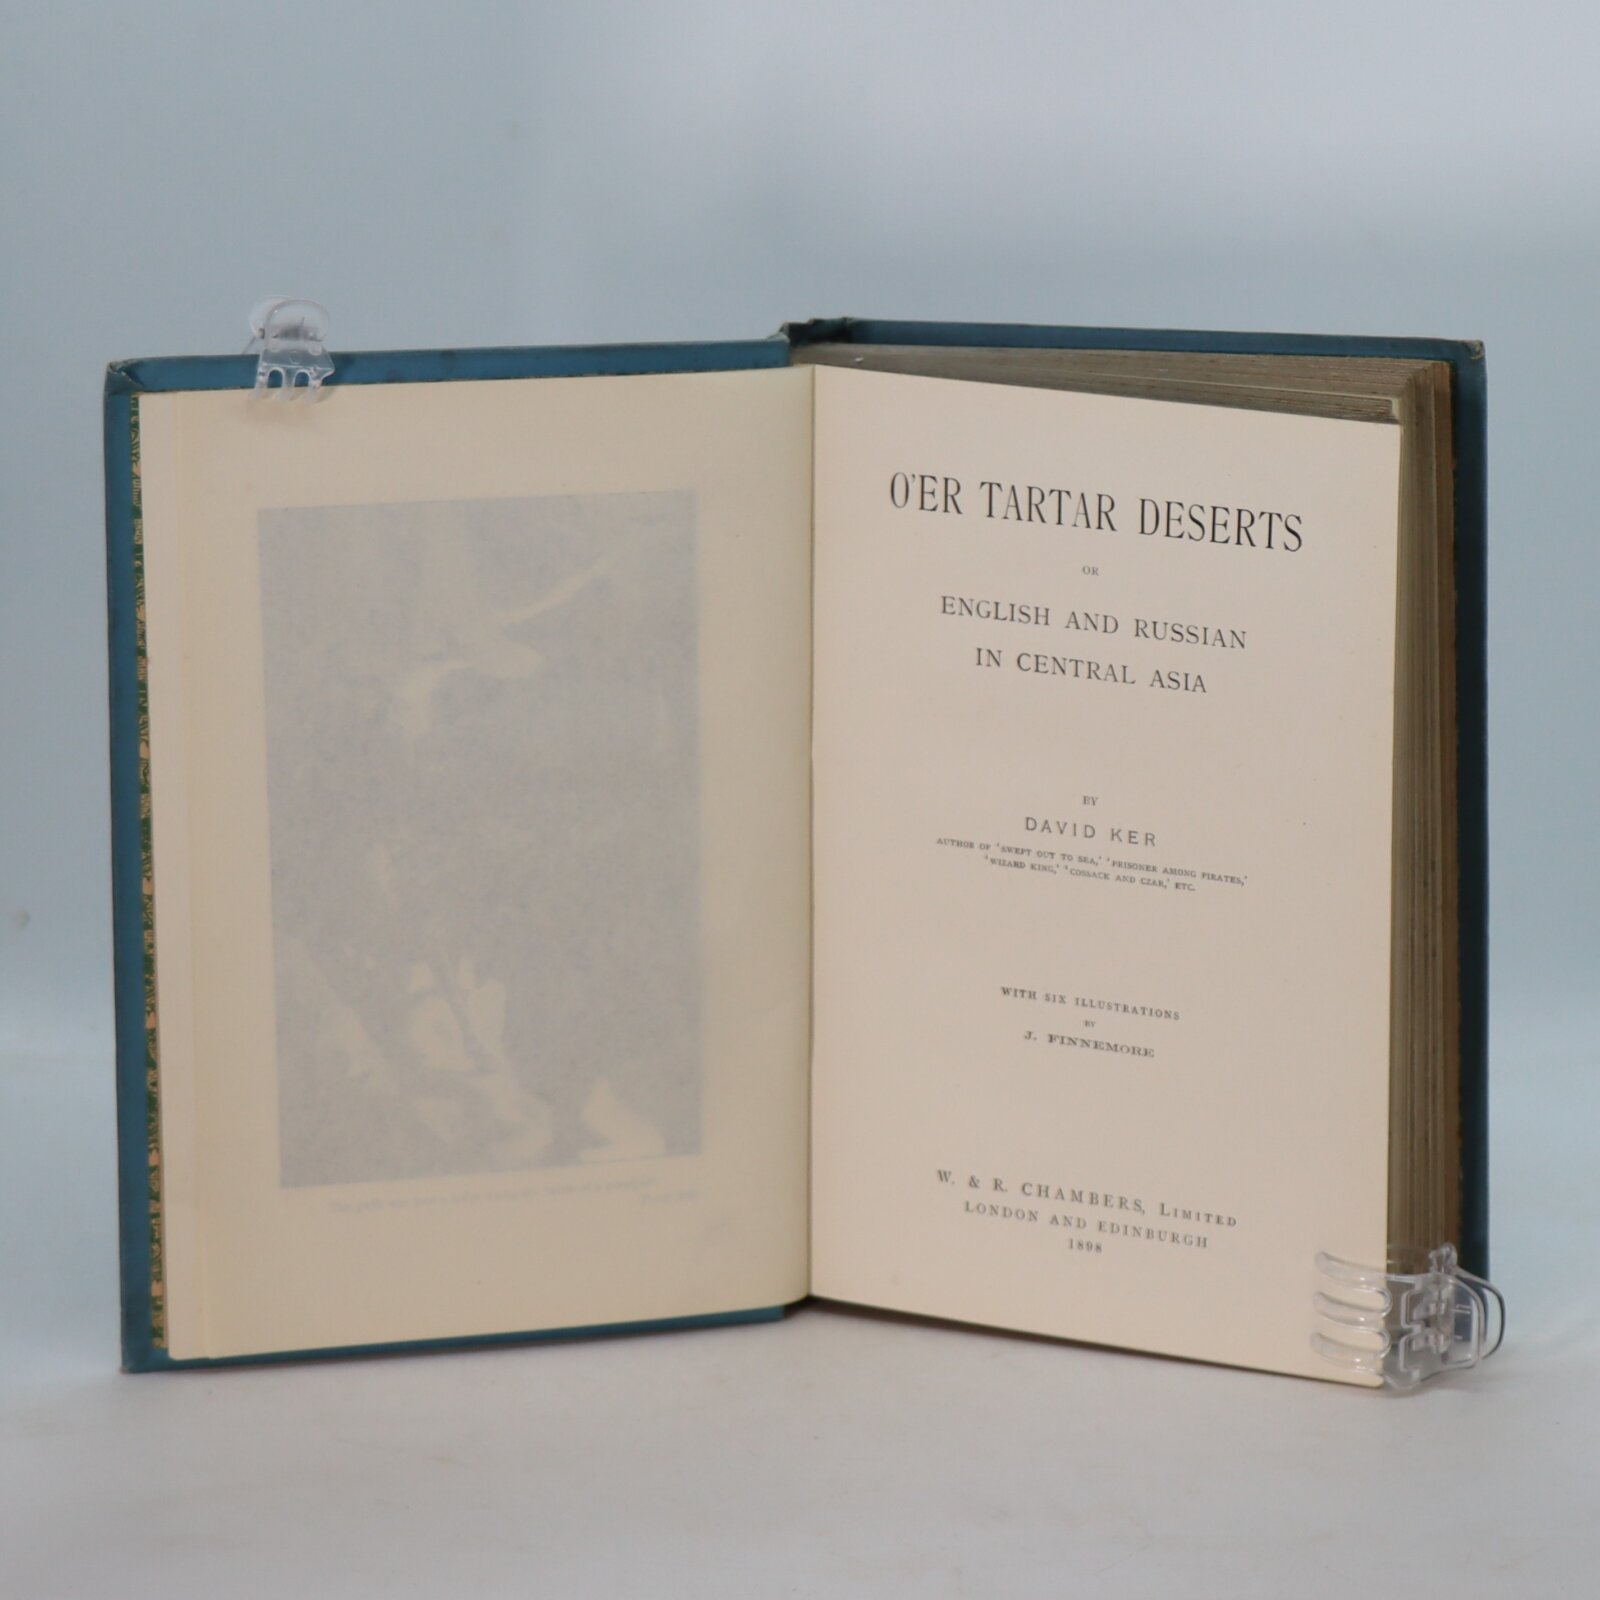 O'ER TARTAR DESERTS
OR
ENGLISH AND RUSSIAN
IN CENTRAL ASIA
BY
DAVID KER
AUTHOR OF 'SWEPT OUT TO SEA,' 'PRISONER AMONG PIRATES,'
'WIZARD KING,' 'COSSACK AND CZAR,' ETC.
WITH SIX ILLUSTRATIONS
BY
J. FINNEMORE
W. & R. CHAMBERS, LIMITED
LONDON AND EDINBURGH
1898